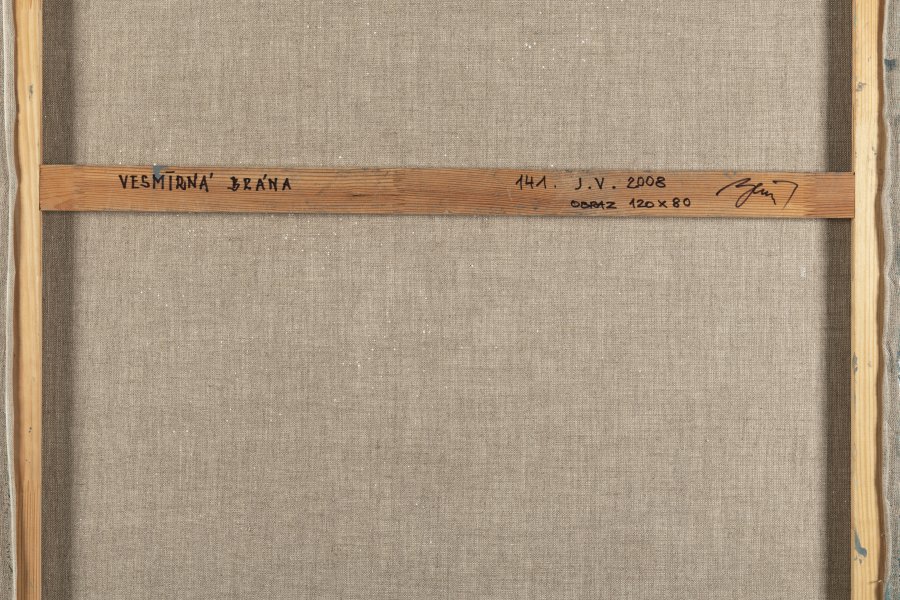 VESMÍRNÁ BRÁNA
141. J.V. 2008
OBRAZ 120 x 80